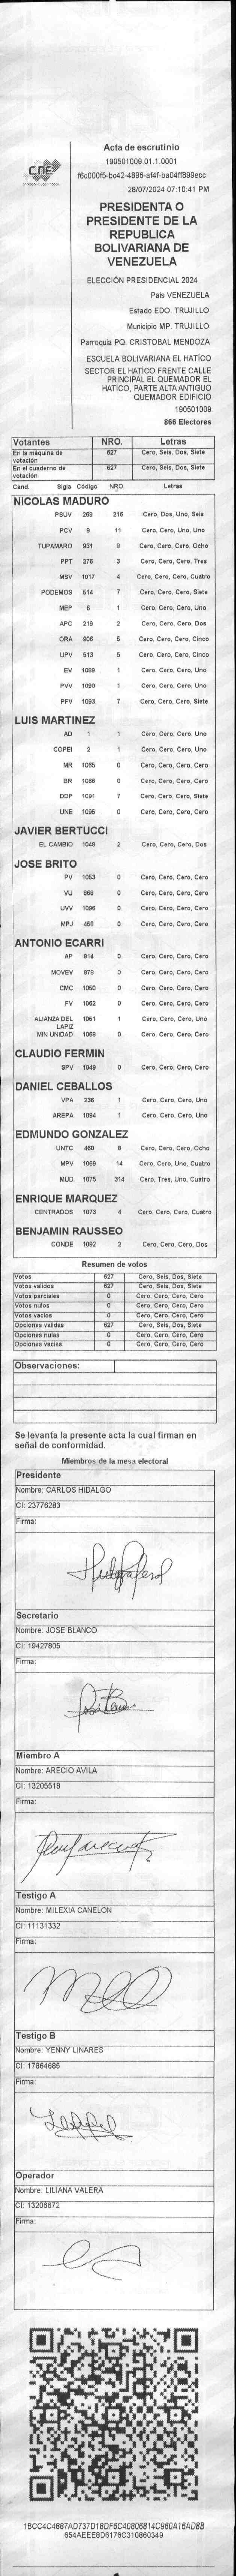 CNE
Acta de escrutinio
190501009.01.1.0001
f6c000f5-bc42-4896-af4f-ba04ff899ecc
28/07/2024 07:10:41 PM
PRESIDENTA O
PRESIDENTE DE LA
REPUBLICA
BOLIVARIANA DE
VENEZUELA
ELECCIÓN PRESIDENCIAL 2024
País VENEZUELA
Estado EDO. TRUJILLO
Municipio MP. TRUJILLO
Parroquia PQ. CRISTOBAL MENDOZA
ESCUELA BOLIVARIANA EL HATÍCO
SECTOR EL HATÍCO FRENTE CALLE
PRINCIPAL EL QUEMADOR EL
HATÍCO, PARTE ALTA ANTIGUO
QUEMADOR EDIFICIO
190501009
866 Electores
Votantes NRO. Letras
En la máquina de votación 627 Cero, Seis, Dos, Siete
En el cuaderno de votación 627 Cero, Seis, Dos, Siete
Cand. Sigla Código NRO. Letras
NICOLAS MADURO
PSUV 269 216 Cero, Dos, Uno, Seis
PCV 9 11 Cero, Cero, Uno, Uno
TUPAMARO 931 8 Cero, Cero, Cero, Ocho
PPT 276 3 Cero, Cero, Cero, Tres
MSV 1017 4 Cero, Cero, Cero, Cuatro
PODEMOS 514 7 Cero, Cero, Cero, Siete
MEP 6 1 Cero, Cero, Cero, Uno
APC 219 2 Cero, Cero, Cero, Dos
ORA 906 5 Cero, Cero, Cero, Cinco
UPV 513 5 Cero, Cero, Cero, Cinco
EV 1089 1 Cero, Cero, Cero, Uno
PVV 1090 1 Cero, Cero, Cero, Uno
PFV 1093 7 Cero, Cero, Cero, Siete
LUIS MARTINEZ
AD 1 1 Cero, Cero, Cero, Uno
COPEI 2 1 Cero, Cero, Cero, Uno
MR 1065 0 Cero, Cero, Cero, Cero
BR 1066 0 Cero, Cero, Cero, Cero
DDP 1091 7 Cero, Cero, Cero, Siete
UNE 1095 0 Cero, Cero, Cero, Cero
JAVIER BERTUCCI
EL CAMBIO 1048 2 Cero, Cero, Cero, Dos
JOSE BRITO
PV 1053 0 Cero, Cero, Cero, Cero
VU 868 0 Cero, Cero, Cero, Cero
UVV 1096 0 Cero, Cero, Cero, Cero
MPJ 456 0 Cero, Cero, Cero, Cero
ANTONIO ECARRI
AP 814 0 Cero, Cero, Cero, Cero
MOVEV 878 0 Cero, Cero, Cero, Cero
CMC 1050 0 Cero, Cero, Cero, Cero
FV 1062 0 Cero, Cero, Cero, Cero
ALIANZA DEL LAPIZ 1051 1 Cero, Cero, Cero, Uno
MIN UNIDAD 1068 0 Cero, Cero, Cero, Cero
CLAUDIO FERMIN
SPV 1049 0 Cero, Cero, Cero, Cero
DANIEL CEBALLOS
VPA 236 1 Cero, Cero, Cero, Uno
AREPA 1094 1 Cero, Cero, Cero, Uno
EDMUNDO GONZALEZ
UNTC 460 8 Cero, Cero, Cero, Ocho
MPV 1069 14 Cero, Cero, Uno, Cuatro
MUD 1075 314 Cero, Tres, Uno, Cuatro
ENRIQUE MARQUEZ
CENTRADOS 1073 4 Cero, Cero, Cero, Cuatro
BENJAMIN RAUSSEO
CONDE 1092 2 Cero, Cero, Cero, Dos
Resumen de votos
Votos 627 Cero, Seis, Dos, Siete
Votos validos 627 Cero, Seis, Dos, Siete
Votos parciales 0 Cero, Cero, Cero, Cero
Votos nulos 0 Cero, Cero, Cero, Cero
Votos vacios 0 Cero, Cero, Cero, Cero
Opciones validas 627 Cero, Seis, Dos, Siete
Opciones nulas 0 Cero, Cero, Cero, Cero
Opciones vacias 0 Cero, Cero, Cero, Cero
Observaciones:
Se levanta la presente acta la cual firman en
señal de conformidad.
Miembros de la mesa electoral
Presidente
Nombre: CARLOS HIDALGO
CI: 23776283
Firma:
Secretario
Nombre: JOSE BLANCO
CI: 19427805
Firma:
Miembro A
Nombre: ARECIO AVILA
CI: 13205518
Firma:
Testigo A
Nombre: MILEXIA CANELON
CI: 11131332
Firma:
Testigo B
Nombre: YENNY LINARES
CI: 17864685
Firma:
Operador
Nombre: LILIANA VALERA
CI: 13206672
Firma:
1BCC4C4887AD737D18DF6C40806814C960A16AD8B
654AEEE8D6176C310860349